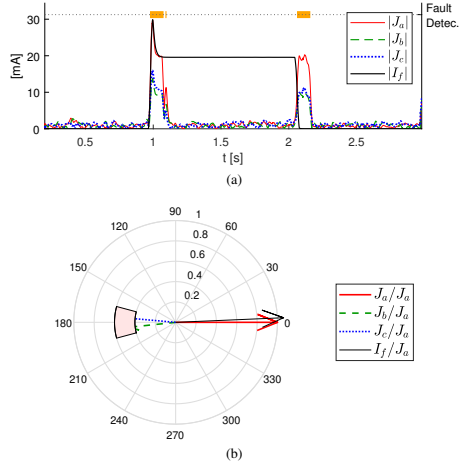 Fault
Detec.
30
20
10
0
[mA]
|J_a|
|J_b|
|J_c|
|I_f|
0.5
1
1.5
2
2.5
t [s]
(a)
90
120
60
150
30
180
0
210
330
240
300
270
1
0.8
0.6
0.4
0.2
J_a/J_a
J_b/J_a
J_c/J_a
I_f/J_a
(b)